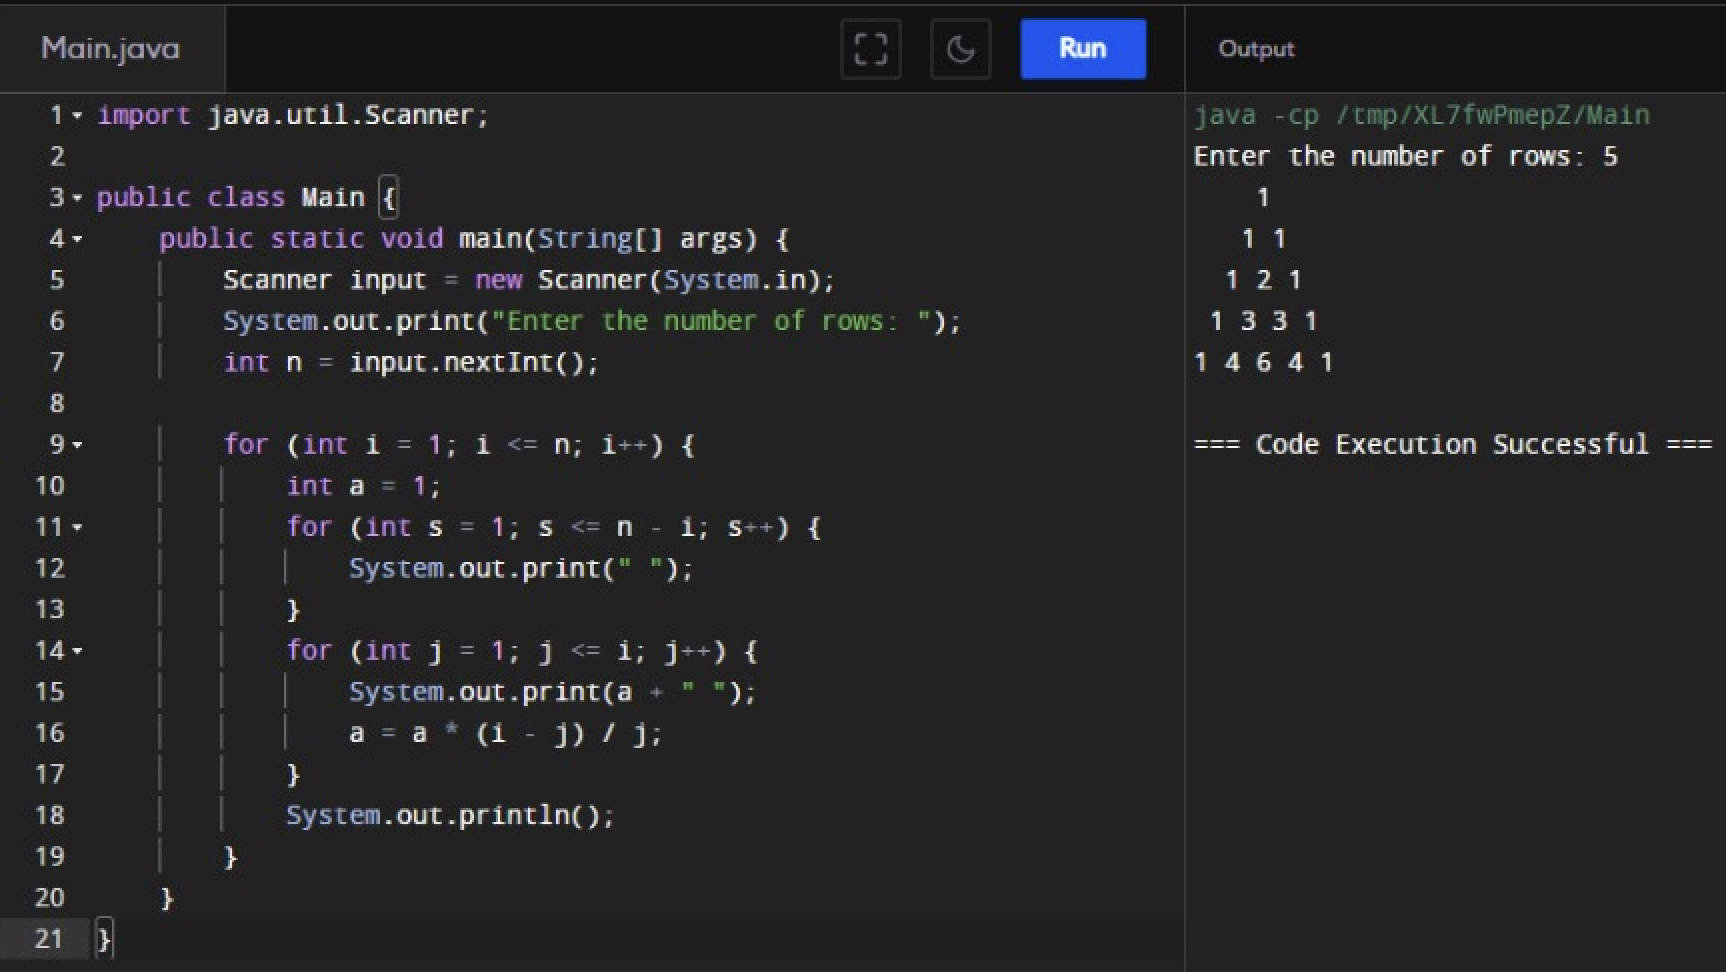 Main.java
Run
Output
1 import java.util.Scanner;
2
3 public class Main {
4     public static void main(String[] args) {
5         Scanner input = new Scanner(System.in);
6         System.out.print("Enter the number of rows: ");
7         int n = input.nextInt();
8
9         for (int i = 1; i <= n; i++) {
10             int a = 1;
11             for (int s = 1; s <= n - i; s++) {
12                 System.out.print(" ");
13             }
14             for (int j = 1; j <= i; j++) {
15                 System.out.print(a + " ");
16                 a = a * (i - j) / j;
17             }
18             System.out.println();
19         }
20     }
21 }
java -cp /tmp/XL7fwPmepZ/Main
Enter the number of rows: 5
    1
   1 1
  1 2 1
 1 3 3 1
1 4 6 4 1
=== Code Execution Successful ===